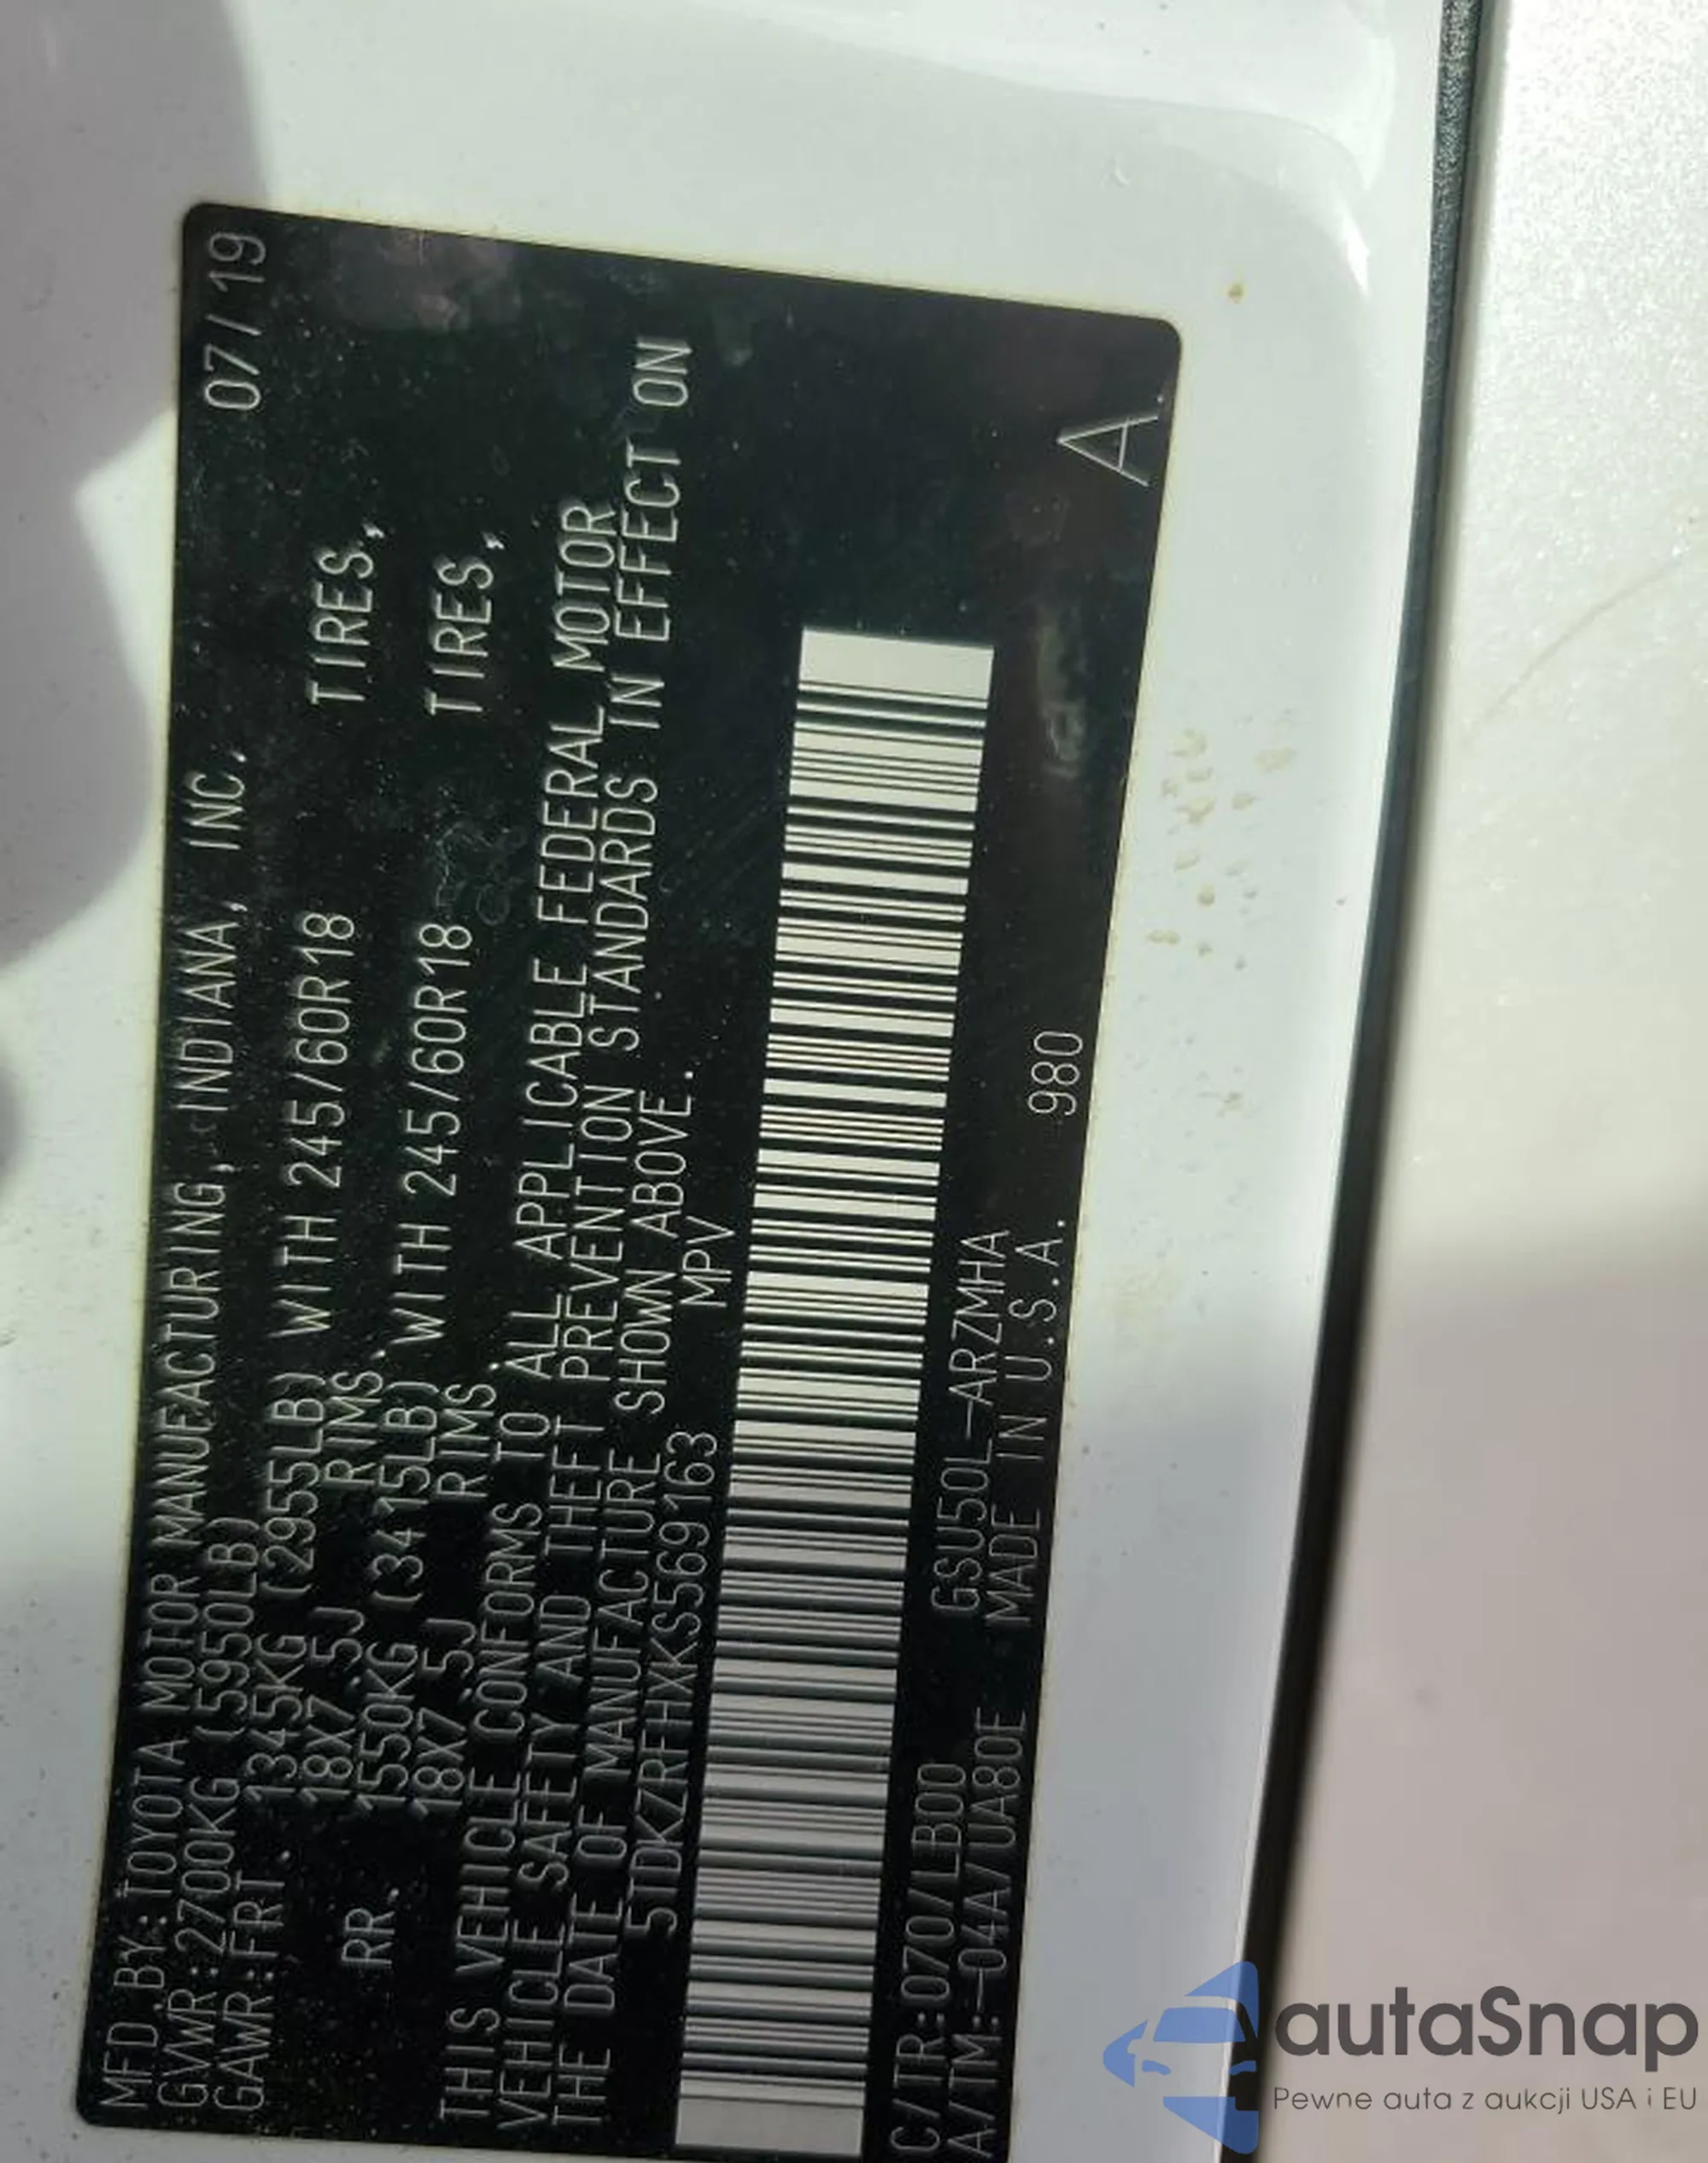 MFD.BY:TOYOTA MOTOR MANUFACTURING, INDIANA, INC. 07/19
GVWR:2700KG (5950LB)
GAWR:FRT. 1345KG (2955LB) WITH 245/60R18 TIRES,
18X7.5J RIMS.
RR. 1550KG (3415LB) WITH 245/60R18 TIRES,
18X7.5J RIMS.
THIS VEHICLE CONFORMS TO ALL APPLICABLE FEDERAL MOTOR
VEHICLE SAFETY AND THEFT PREVENTION STANDARDS IN EFFECT ON
THE DATE OF MANUFACTURE SHOWN ABOVE.
5TDKZRFHXKS569163 MPV
C/TR:070/LB00 GSU50L-ARZMHA
A/TM:-04A/UA80E MADE IN U.S.A. 980
A.
autaSnap
Pewne auta z aukcji USA i EU